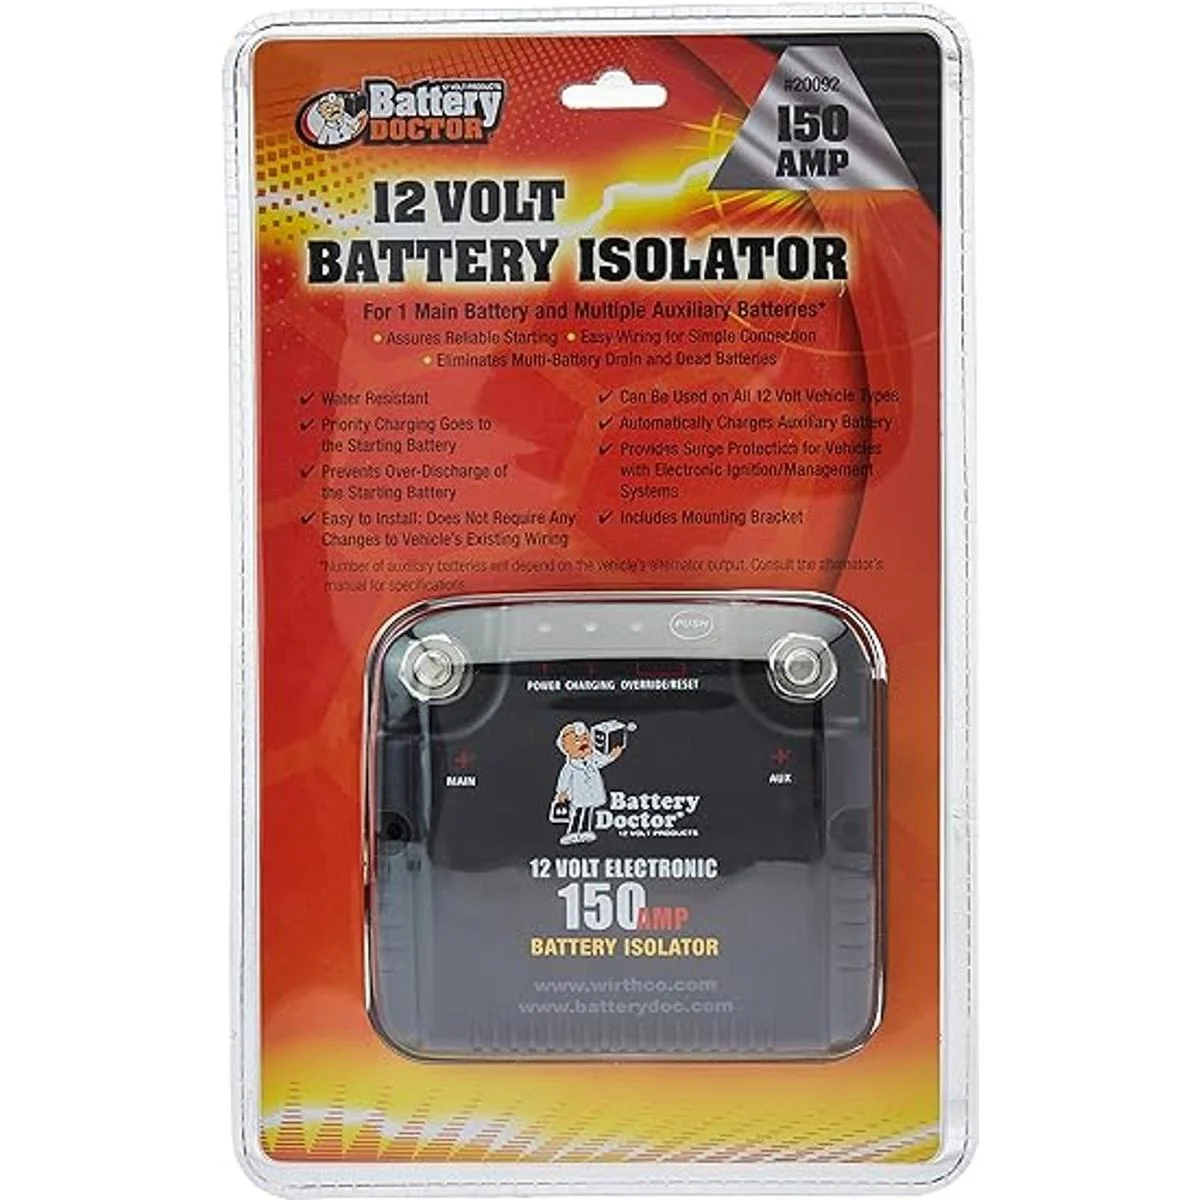 12 VOLT PRODUCTS
Battery
DOCTOR
#20092
150
AMP
12 VOLT
BATTERY ISOLATOR
For 1 Main Battery and Multiple Auxiliary Batteries*
• Assures Reliable Starting • Easy Wiring for Simple Connection
• Eliminates Multi-Battery Drain and Dead Batteries
✓ Water Resistant
✓ Priority Charging Goes to
the Starting Battery
✓ Prevents Over-Discharge of
the Starting Battery
✓ Easy to Install: Does Not Require Any
Changes to Vehicle's Existing Wiring
✓ Can Be Used on All 12 Volt Vehicle Types
✓ Automatically Charges Auxiliary Battery
✓ Provides Surge Protection for Vehicles
with Electronic Ignition/Management
Systems
✓ Includes Mounting Bracket
*Number of auxiliary batteries will depend on the vehicle's alternator output. Consult the alternator's
manual for specifications.
PUSH
POWER CHARGING OVERRIDE/RESET
+
MAIN
+
AUX
Battery
Doctor®
12 VOLT PRODUCTS
12 VOLT ELECTRONIC
150 AMP
BATTERY ISOLATOR
www.wirthco.com
www.batterydoc.com